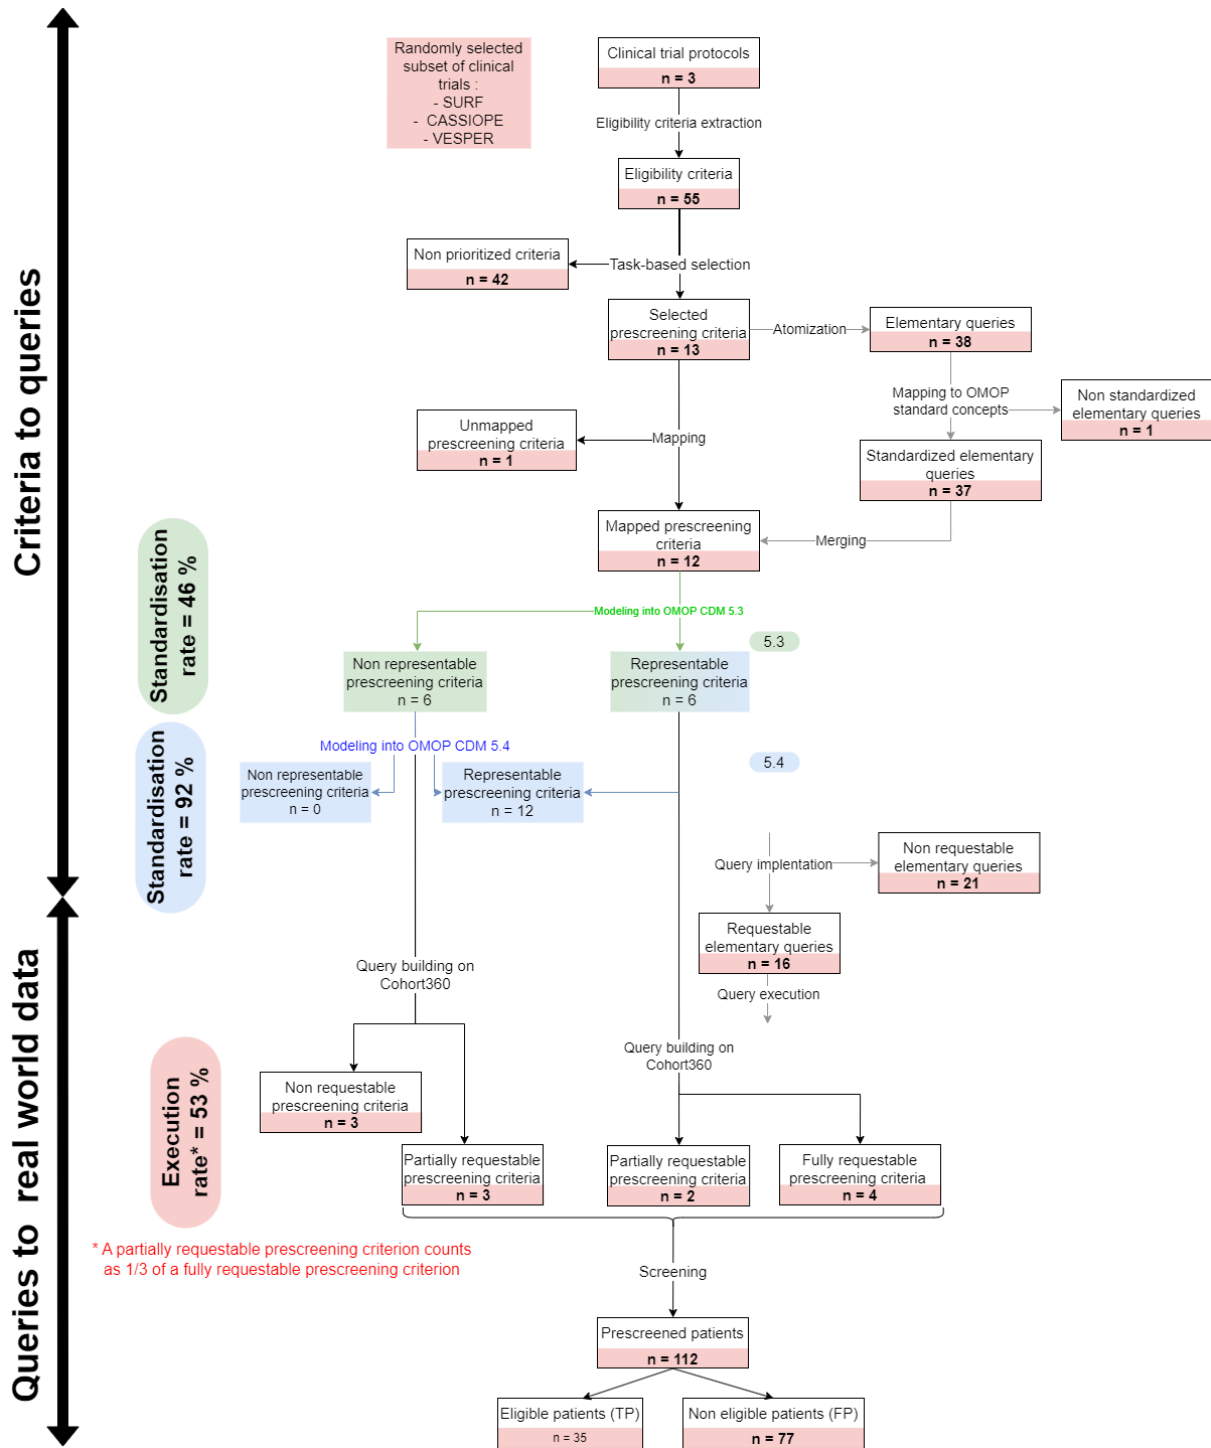 Criteria to queries
Queries to real world data
Randomly selected
subset of clinical
trials :
- SURF
- CASSIOPE
- VESPER
Clinical trial protocols
n = 3
Eligibility criteria extraction
Eligibility criteria
n = 55
Non prioritized criteria
n = 42
Task-based selection
Selected
prescreening criteria
n = 13
Atomization
Elementary queries
n = 38
Mapping to OMOP
standard concepts
Non standardized
elementary queries
n = 1
Unmapped
prescreening criteria
n = 1
Mapping
Standardized elementary
queries
n = 37
Mapped prescreening
criteria
n = 12
Merging
Standardisation
rate = 46 %
Modeling into OMOP CDM 5.3
5.3
Non representable
prescreening criteria
n = 6
Representable
prescreening criteria
n = 6
Standardisation
rate = 92 %
Modeling into OMOP CDM 5.4
5.4
Non representable
prescreening criteria
n = 0
Representable
prescreening criteria
n = 12
Query implentation
Non requestable
elementary queries
n = 21
Requestable
elementary queries
n = 16
Query execution
Query building on
Cohort360
Query building on
Cohort360
Execution
rate* = 53 %
Non requestable
prescreening criteria
n = 3
Partially requestable
prescreening criteria
n = 3
Partially requestable
prescreening criteria
n = 2
Fully requestable
prescreening criteria
n = 4
* A partially requestable prescreening criterion counts
as 1/3 of a fully requestable prescreening criterion
Screening
Prescreened patients
n = 112
Eligible patients (TP)
n = 35
Non eligible patients (FP)
n = 77